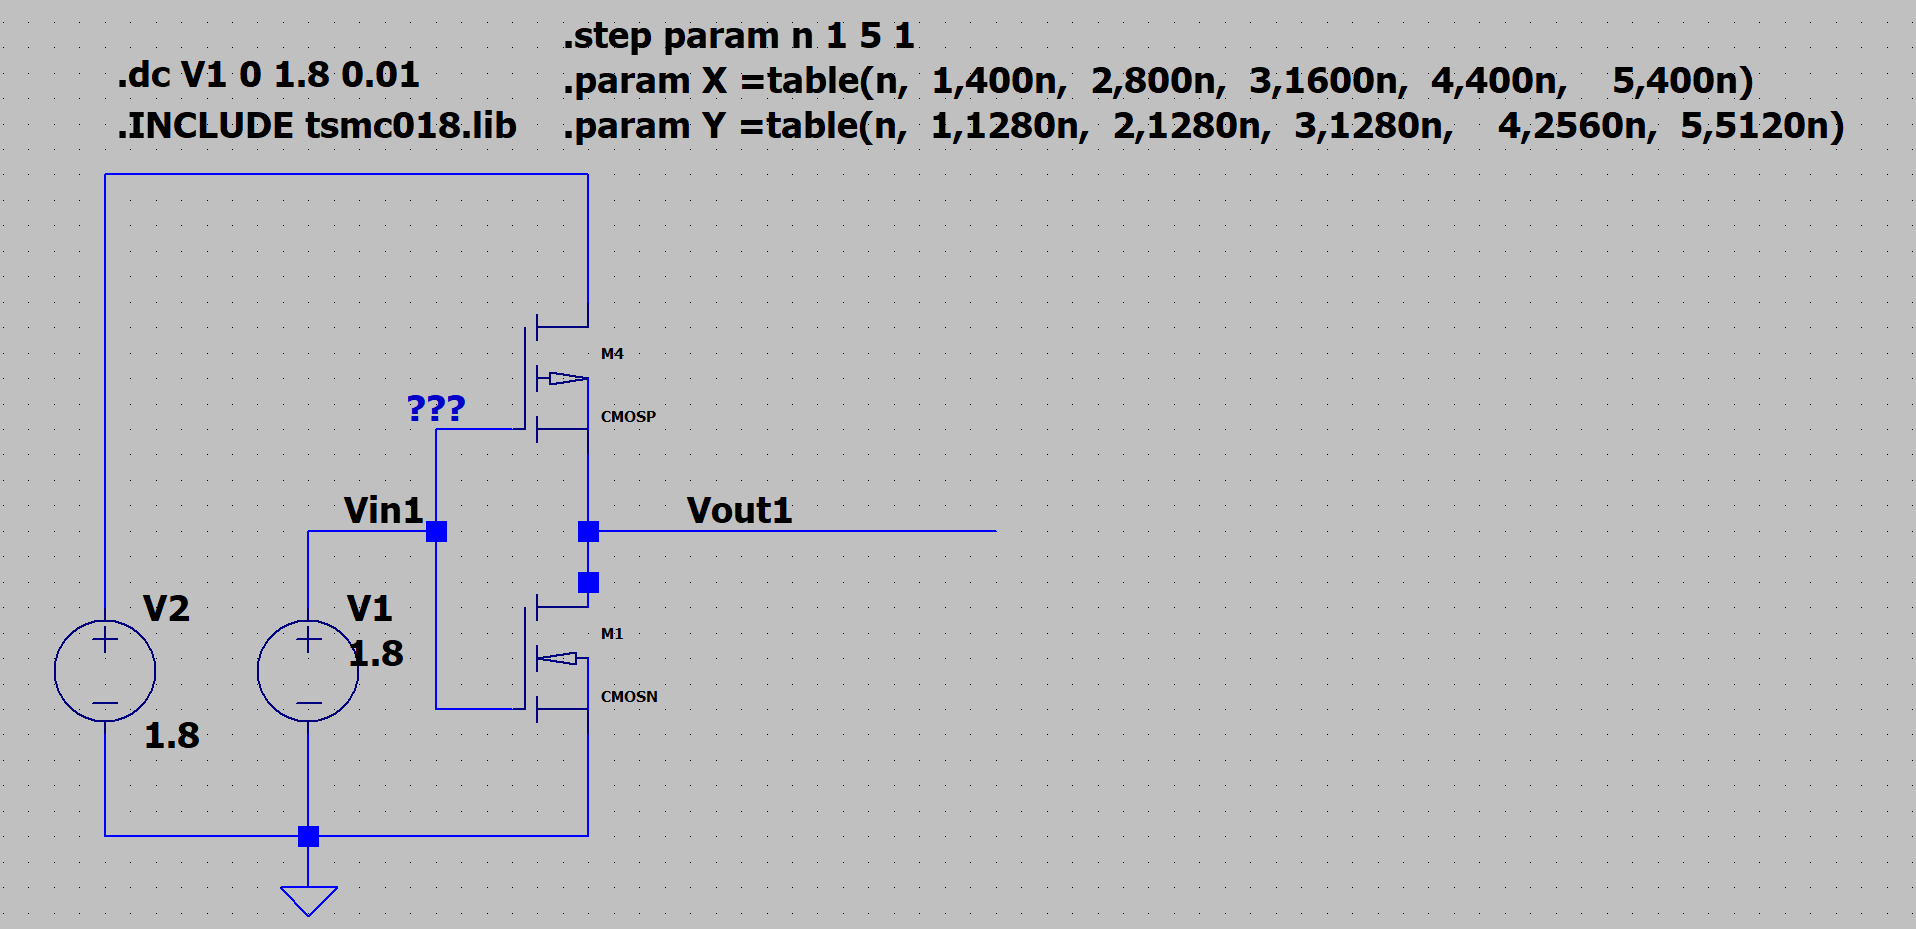 .step param n 1 5 1
.dc V1 0 1.8 0.01
.param X =table(n, 1,400n, 2,800n, 3,1600n, 4,400n, 5,400n)
.INCLUDE tsmc018.lib
.param Y =table(n, 1,1280n, 2,1280n, 3,1280n, 4,2560n, 5,5120n)
M4
???
CMOSP
Vin1
Vout1
V2
V1
M1
1.8
CMOSN
1.8